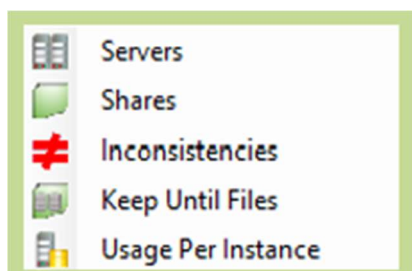 Servers
Shares
Inconsistencies
Keep Until Files
Usage Per Instance